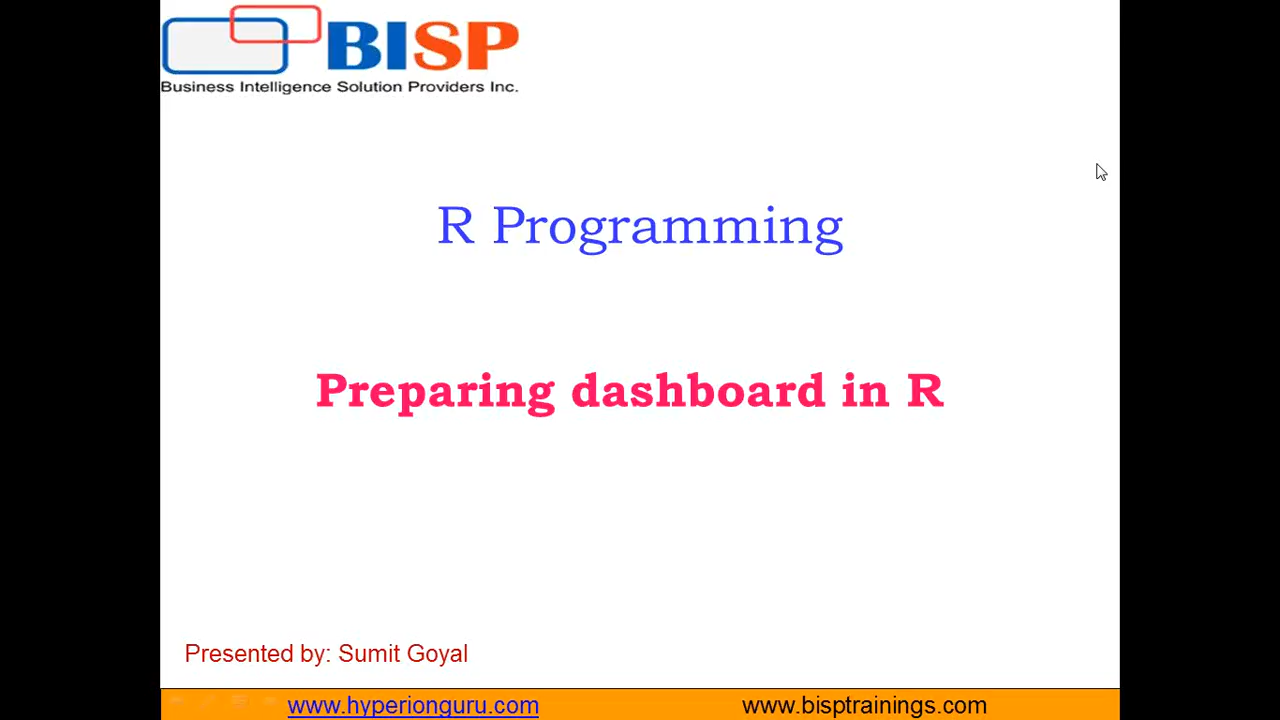 BISP
Business Intelligence Solution Providers Inc.
R Programming
Preparing dashboard in R
Presented by: Sumit Goyal
www.hyperionguru.com
www.bisptrainings.com